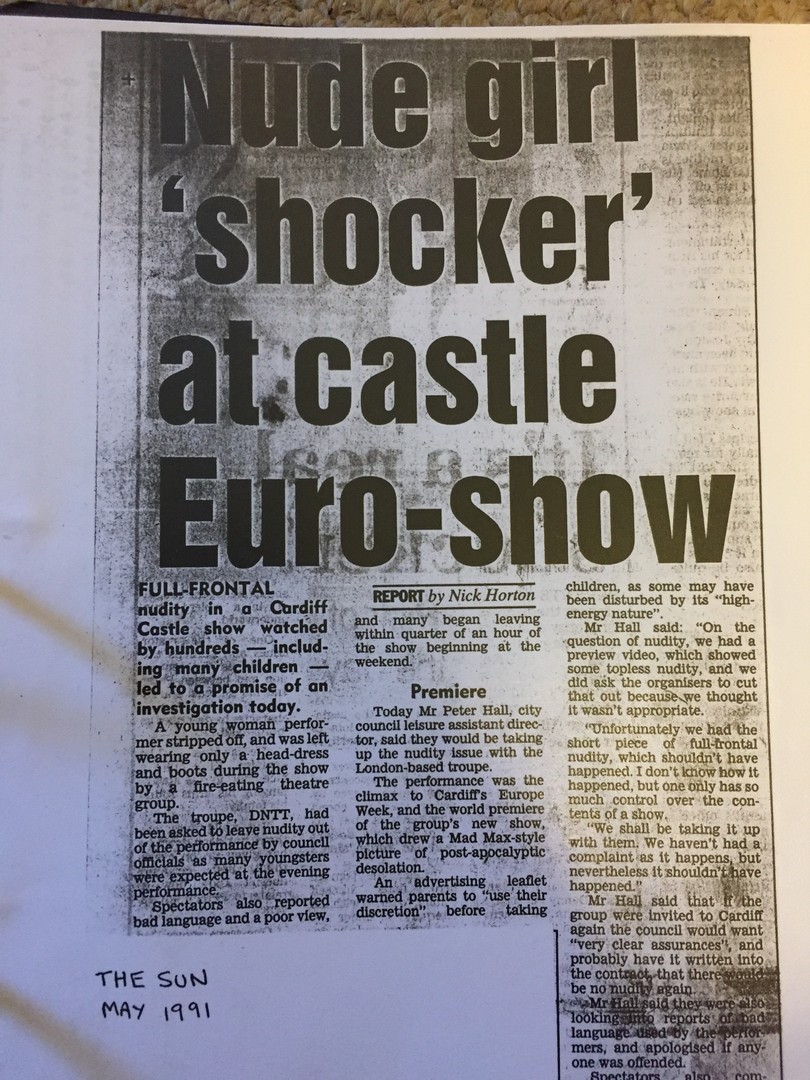 Nude girl
‘shocker’
at castle
Euro-show
FULL-FRONTAL
nudity in a Cardiff
Castle show watched
by hundreds — includ-
ing many children —
led to a promise of an
investigation today.
A young woman perfor-
mer stripped off, and was left
wearing only a head-dress
and boots during the show
by a fire-eating theatre
group.
The troupe, DNTT, had
been asked to leave nudity out
of the performance by council
officials as many youngsters
were expected at the evening
performance.
Spectators also reported
bad language and a poor view,
REPORT by Nick Horton
and many began leaving
within quarter of an hour of
the show beginning at the
weekend.
Premiere
Today Mr Peter Hall, city
council leisure assistant direc-
tor, said they would be taking
up the nudity issue with the
London-based troupe.
The performance was the
climax to Cardiff's Europe
Week, and the world premiere
of the group's new show,
which drew a Mad Max-style
picture of post-apocalyptic
desolation.
An advertising leaflet
warned parents to “use their
discretion” before taking
children, as some may have
been disturbed by its “high-
energy nature”.
Mr Hall said: “On the
question of nudity, we had a
preview video, which showed
some topless nudity, and we
did ask the organisers to cut
that out because we thought
it wasn't appropriate.
“Unfortunately we had the
short piece of full-frontal
nudity, which shouldn't have
happened. I don't know how it
happened, but one only has so
much control over the con-
tents of a show.
“We shall be taking it up
with them. We haven't had a
complaint as it happens, but
nevertheless it shouldn't have
happened.”
Mr Hall said that if the
group were invited to Cardiff
again the council would want
“very clear assurances”, and
probably have it written into
the contract, that there would
be no nudity again.
Mr Hall said they were also
looking into reports of bad
language used by the perfor-
mers, and apologised if any-
one was offended.
Spectators also com-
THE SUN
MAY 1991